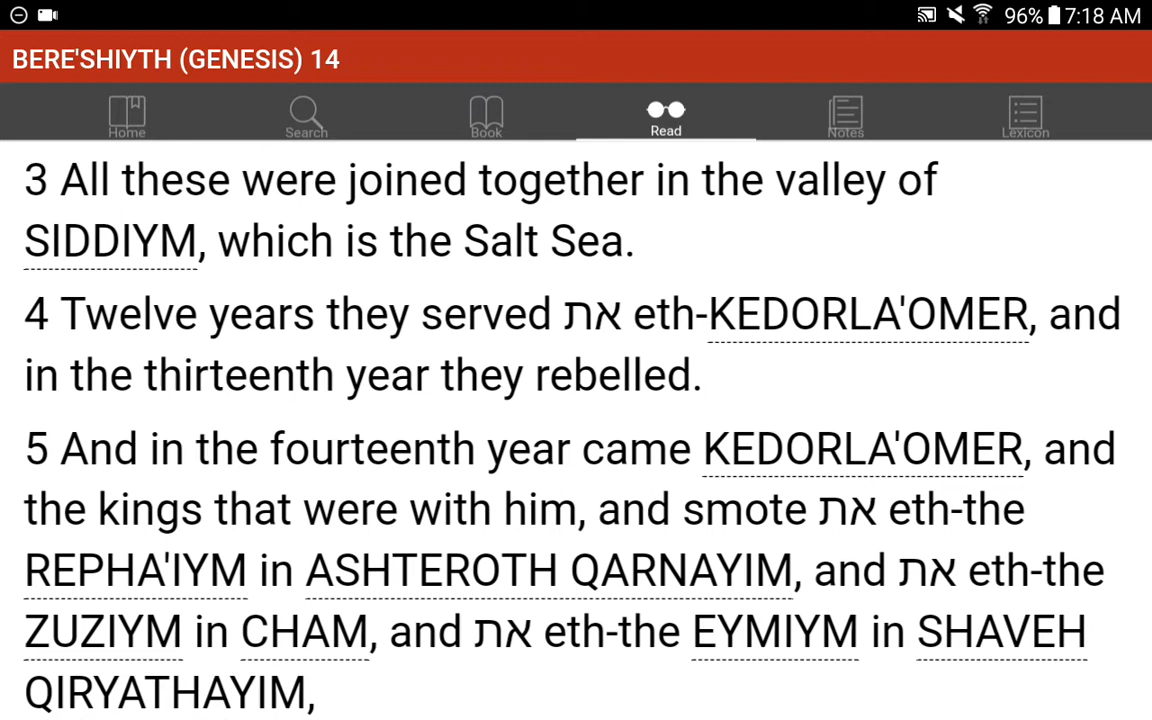 96% 7:18 AM
BERE'SHIYTH (GENESIS) 14
Home Search Book Read Notes Lexicon
3 All these were joined together in the valley of
SIDDIYM, which is the Salt Sea.
4 Twelve years they served את eth-KEDORLA'OMER, and
in the thirteenth year they rebelled.
5 And in the fourteenth year came KEDORLA'OMER, and
the kings that were with him, and smote את eth-the
REPHA'IYM in ASHTEROTH QARNAYIM, and את eth-the
ZUZIYM in CHAM, and את eth-the EYMIYM in SHAVEH
QIRYATHAYIM,